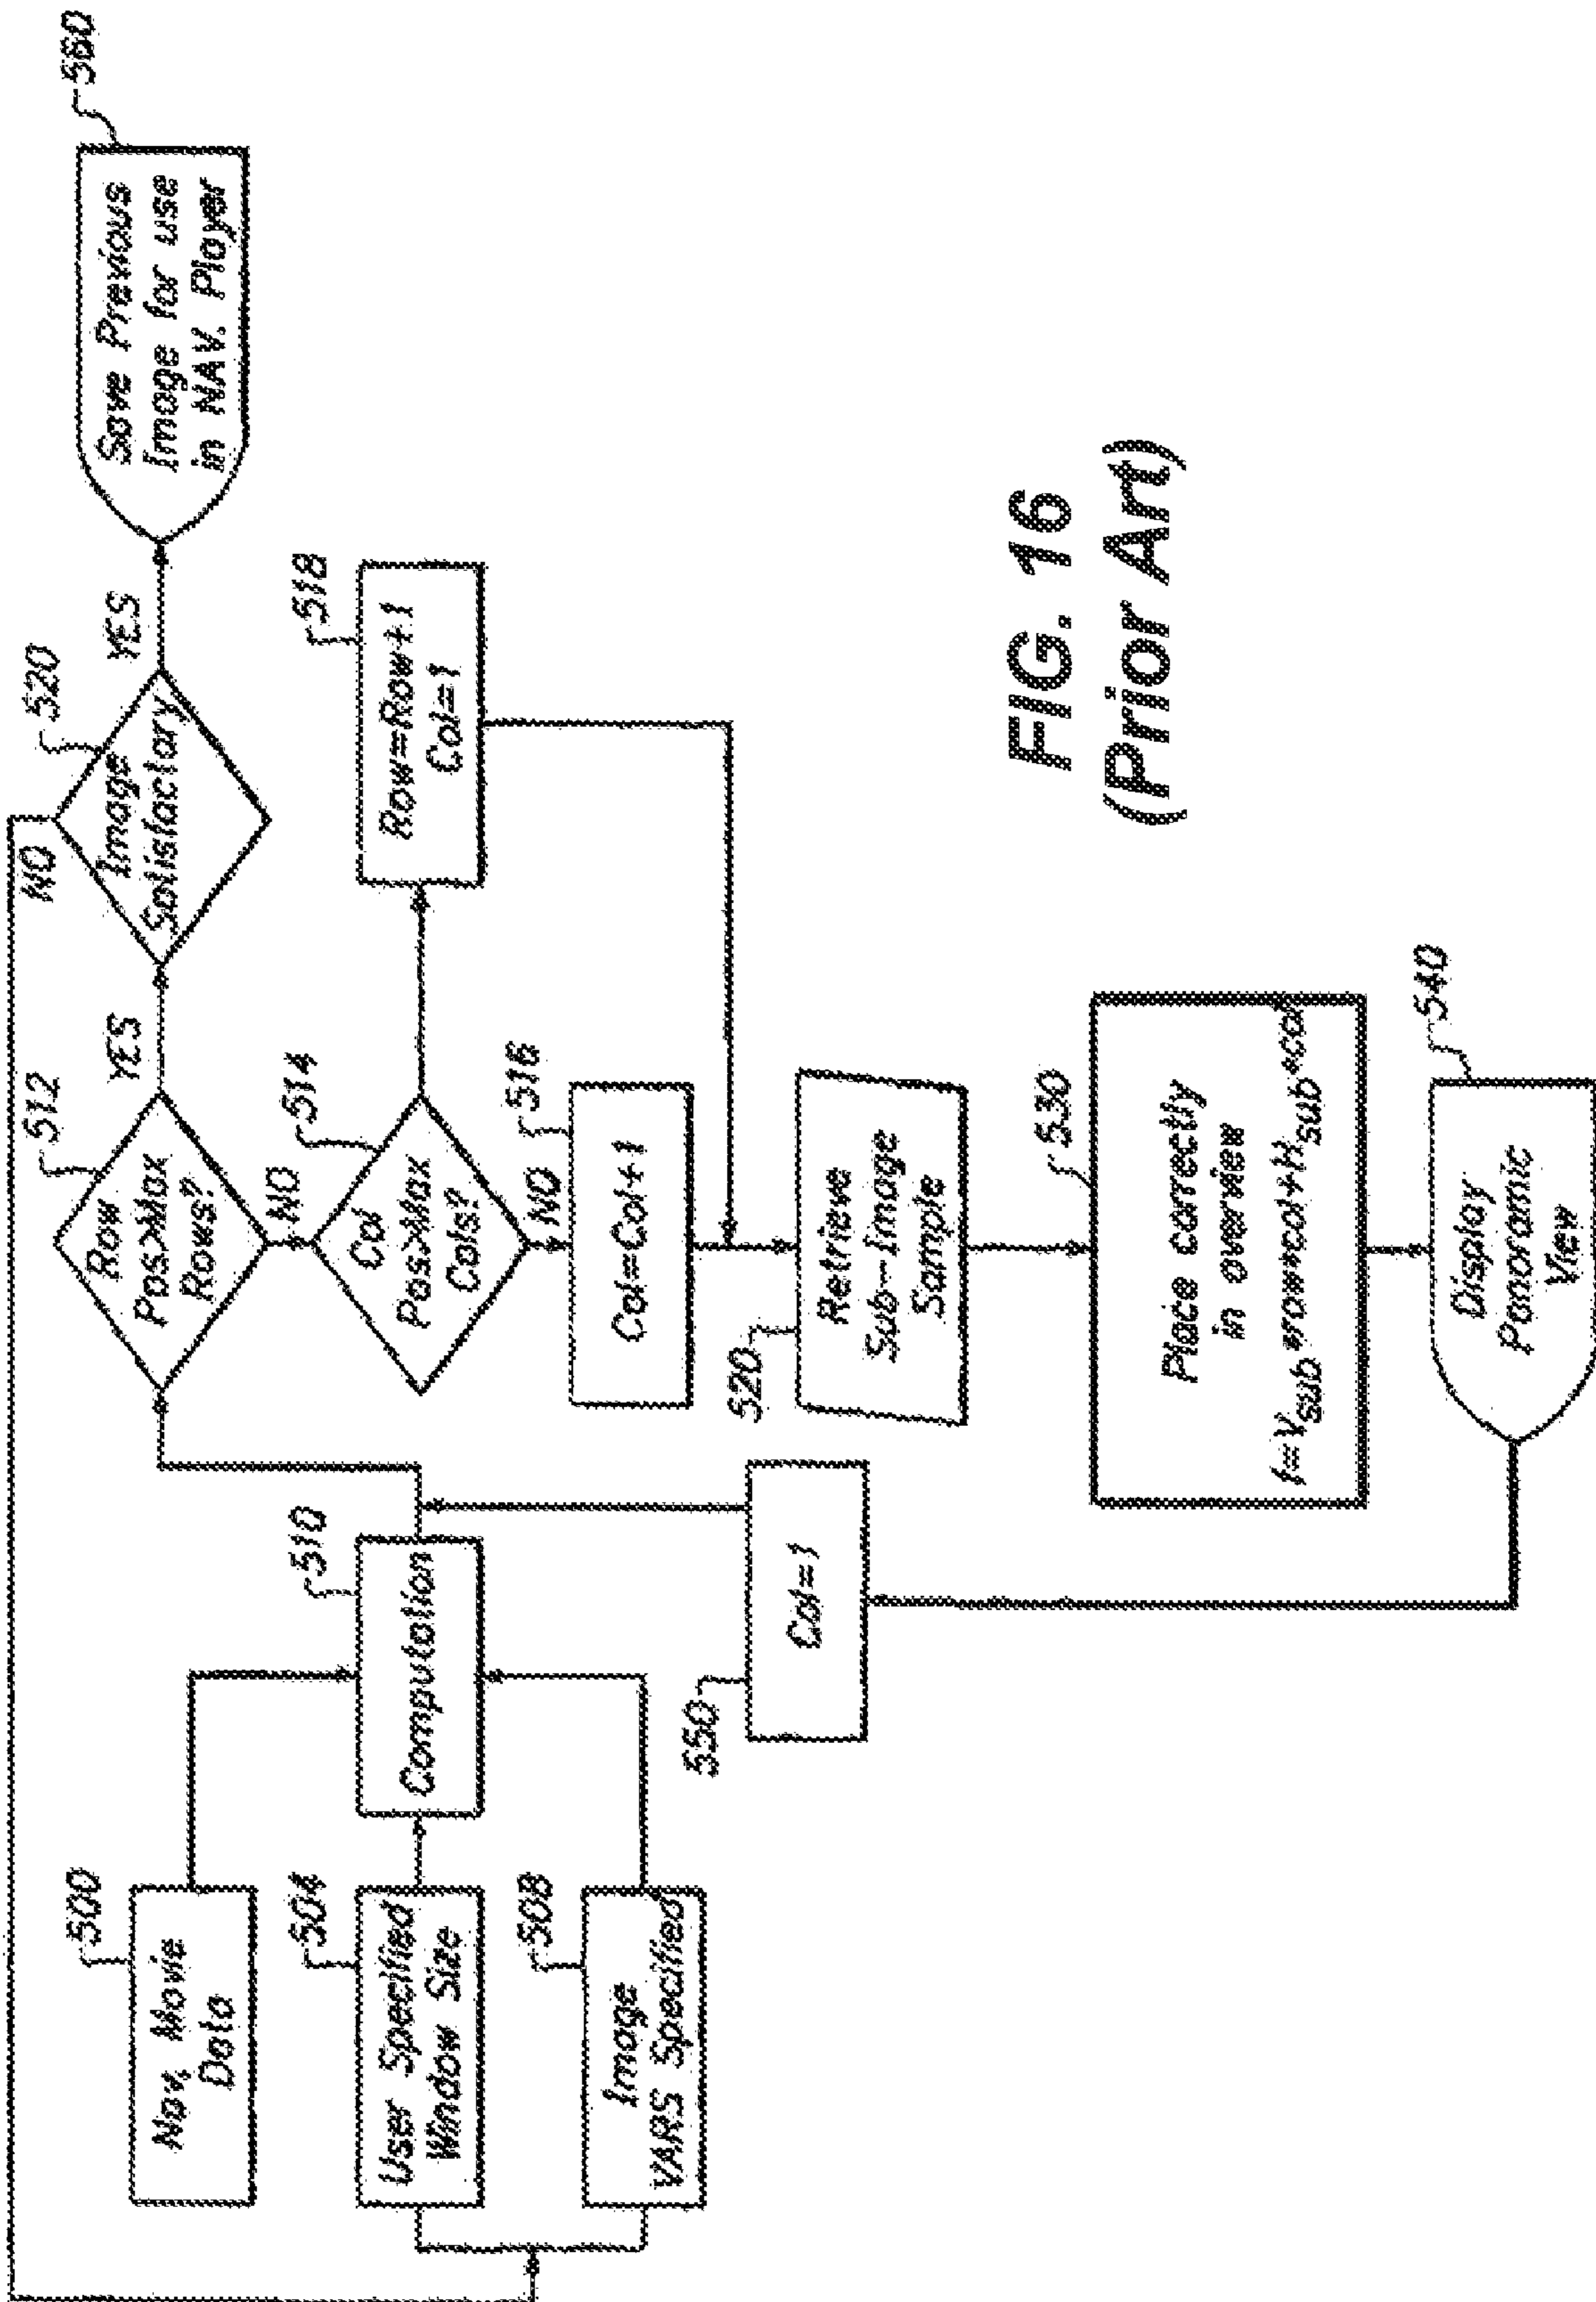 500
Nav, Movie
Data
504
User Specified
Window Size
508
Image
VARS Specified
510
Computation
512
Row
Pos>Max
Rows?
YES
NO
520
Image
Satisfactary
YES
NO
560
Save Previous
Image for use
in NAV. Player
514
Col
Pos>Max
Cols?
NO
518
Row=Row+1
Col=1
516
Col=Col+1
520
Retrieve
Sub-Image
Sample
530
Place correctly
in overview
f=Vsub*row*col+Hsub*col
540
Display
Panoramic
View
550
Col=1
FIG. 16
(Prior Art)